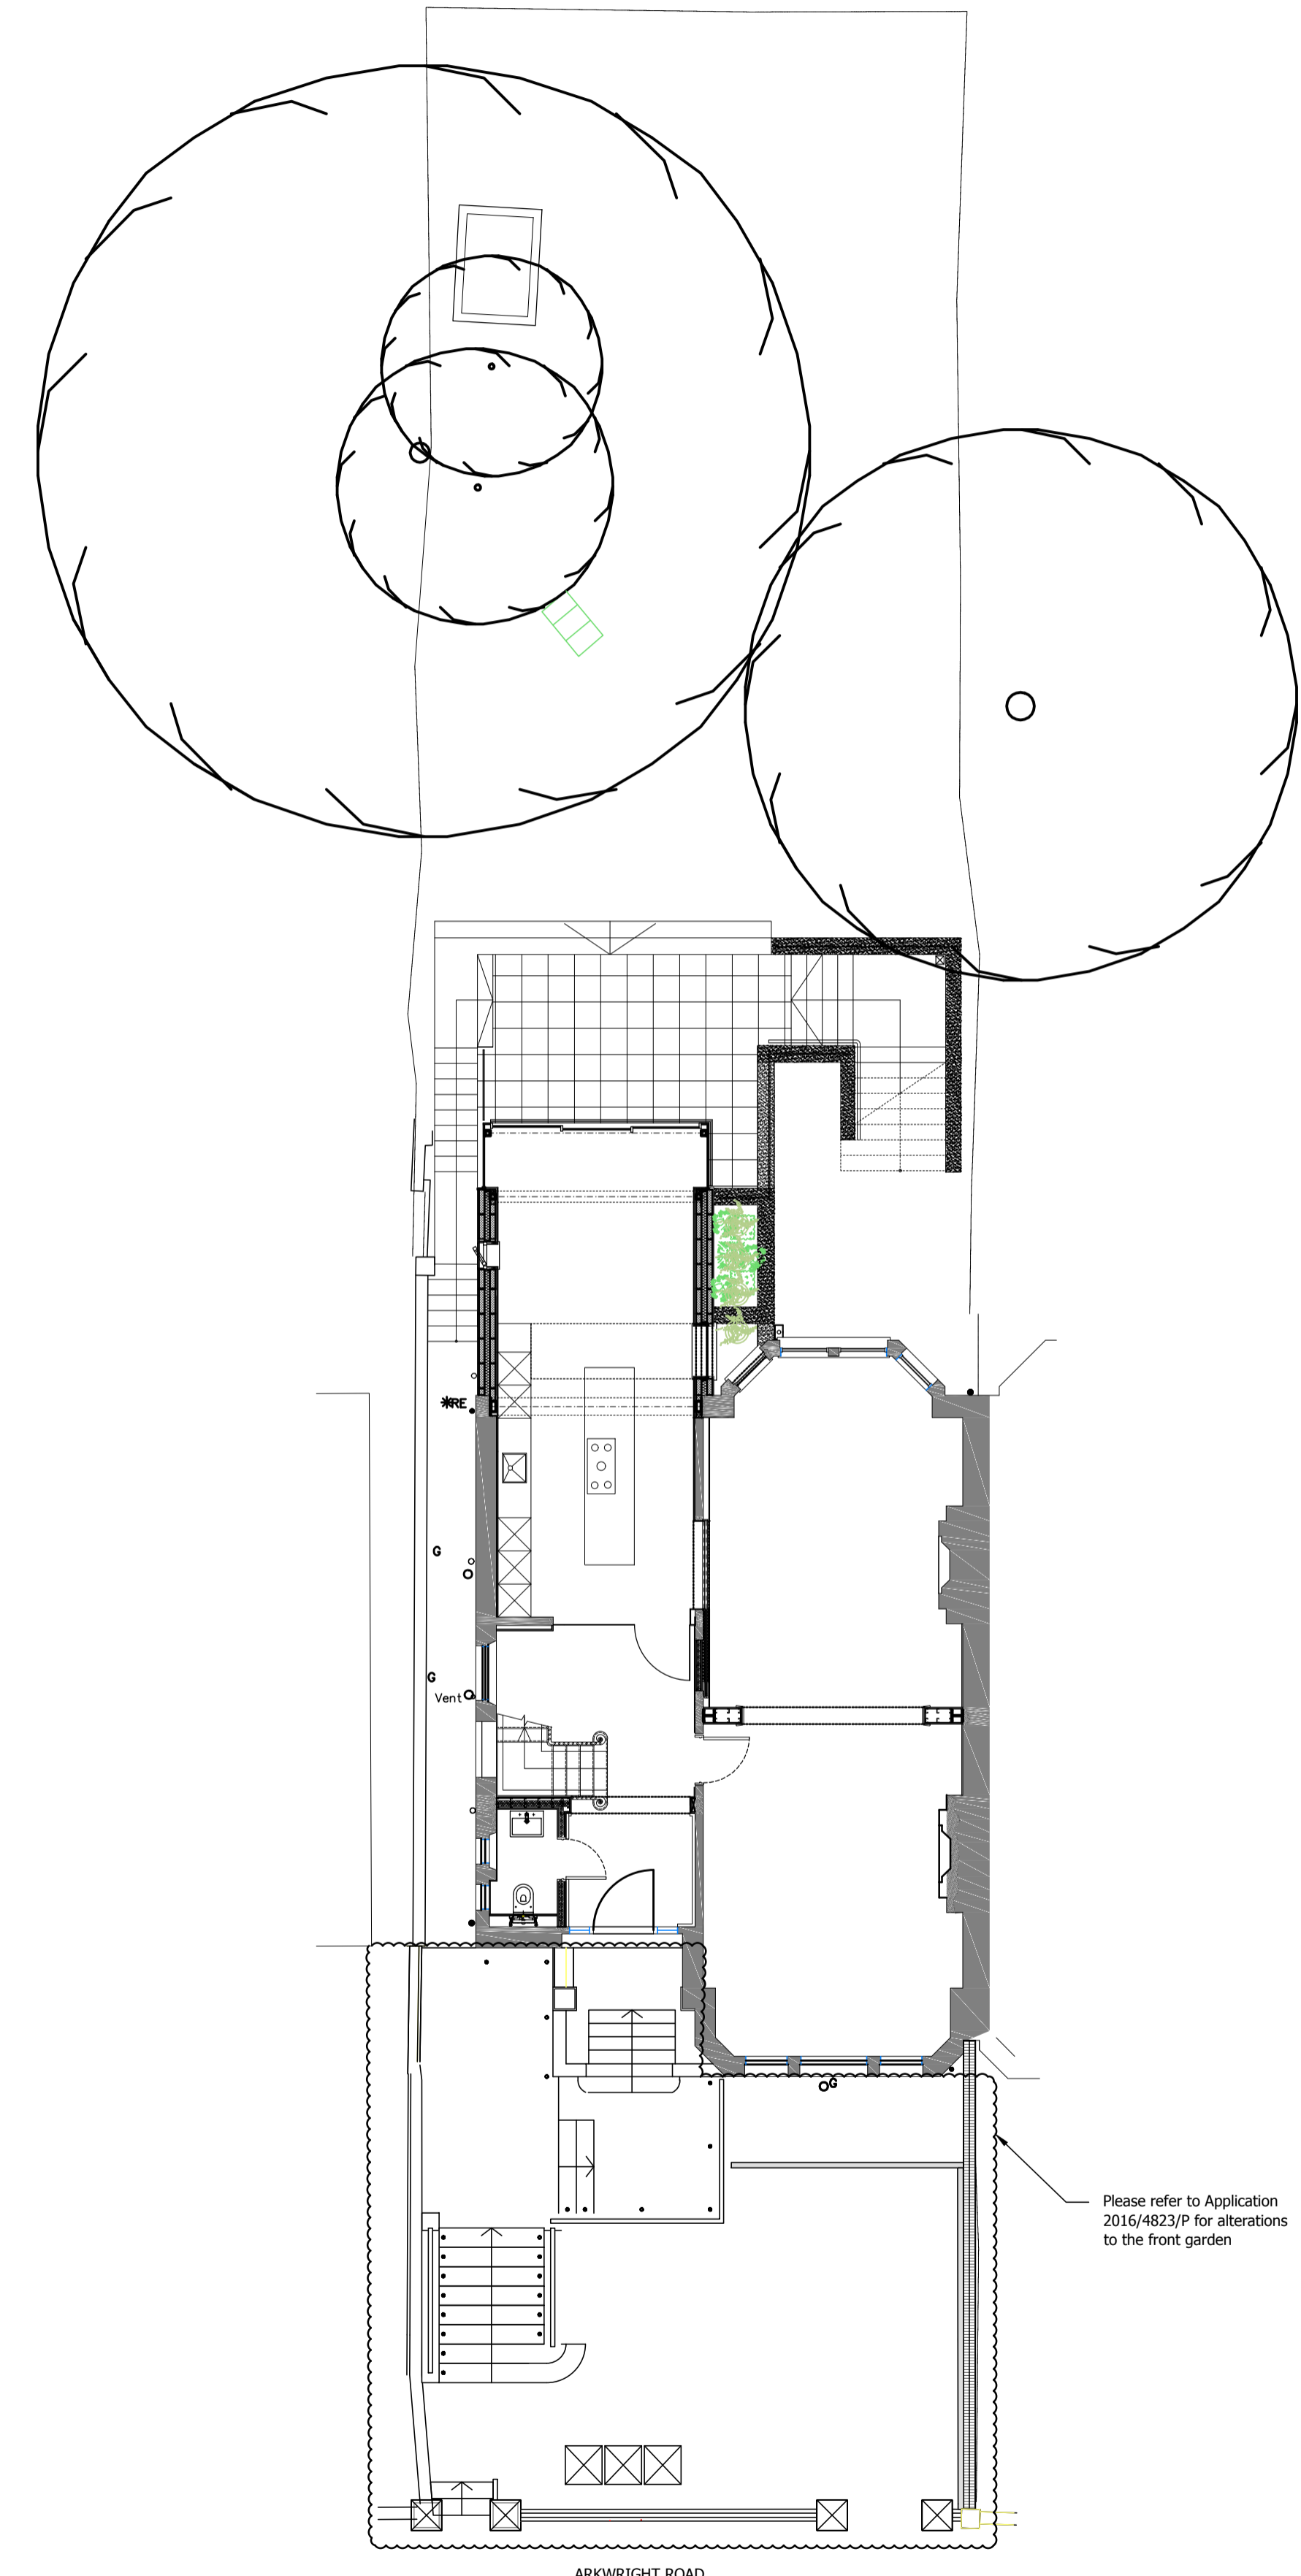 RE
G
G
Vent
G
Please refer to Application
2016/4823/P for alterations
to the front garden
ARKWRIGHT ROAD